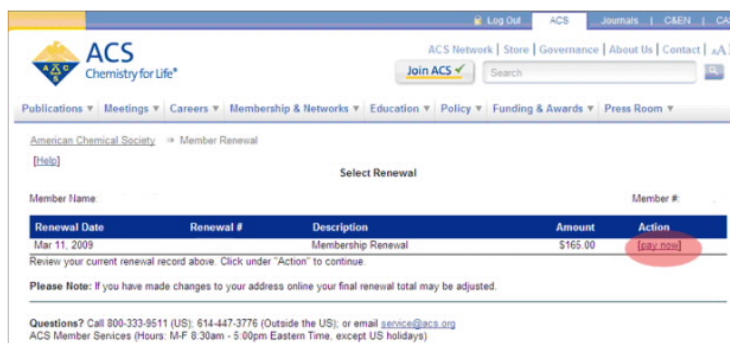 Log Out ACS Journals | C&EN | CA
ACS
Chemistry for Life®
ACS Network | Store | Governance | About Us | Contact | AA
Join ACS ✓ Search
Publications ▼ Meetings ▼ Careers ▼ Membership & Networks ▼ Education ▼ Policy ▼ Funding & Awards ▼ Press Room ▼
American Chemical Society ⇒ Member Renewal
[Help]
Select Renewal
Member Name: Member #:
Renewal Date Renewal # Description Amount Action
Mar 11, 2009 Membership Renewal $165.00 [pay now]
Review your current renewal record above. Click under "Action" to continue.
Please Note: If you have made changes to your address online your final renewal total may be adjusted.
Questions? Call 800-333-9511 (US); 614-447-3776 (Outside the US); or email service@acs.org
ACS Member Services (Hours: M-F 8:30am - 5:00pm Eastern Time, except US holidays)